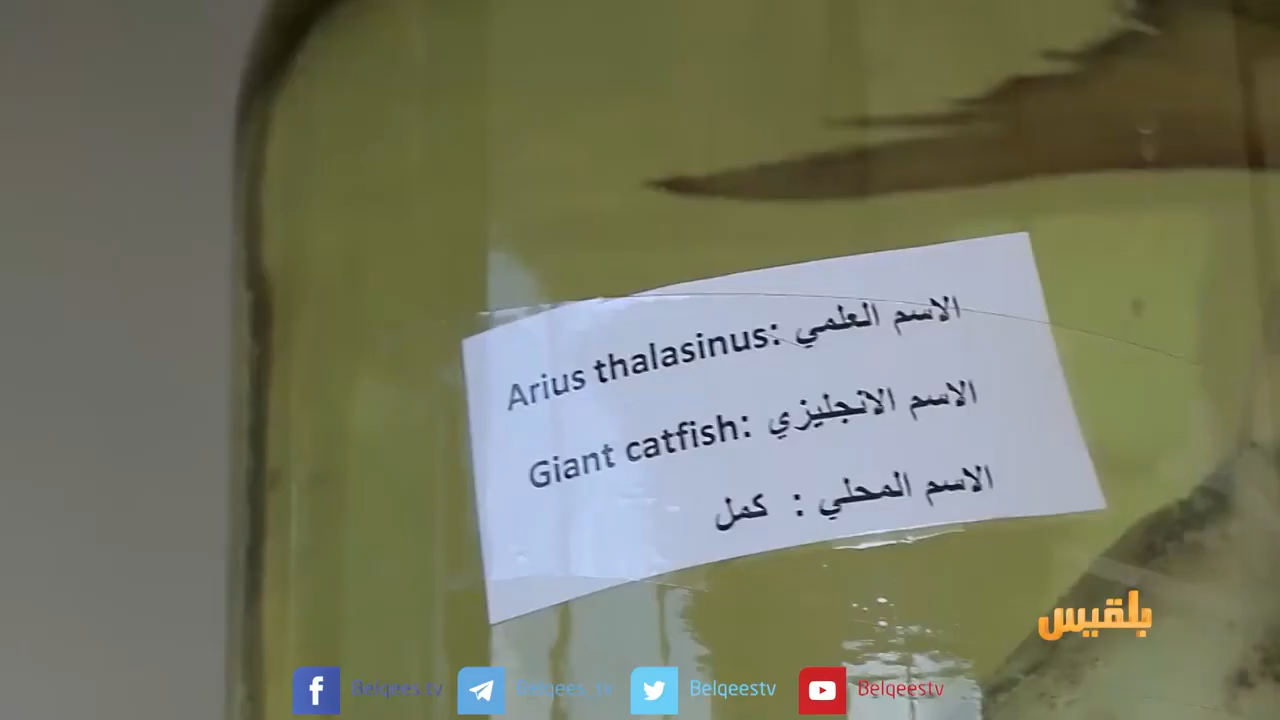 الاسم العلمي :Arius thalasinus
الاسم الانجليزي :Giant catfish
الاسم المحلي : كمل
بلقيس
Belqees.tv
Belqees_tv
Belqeestv
Belqeestv